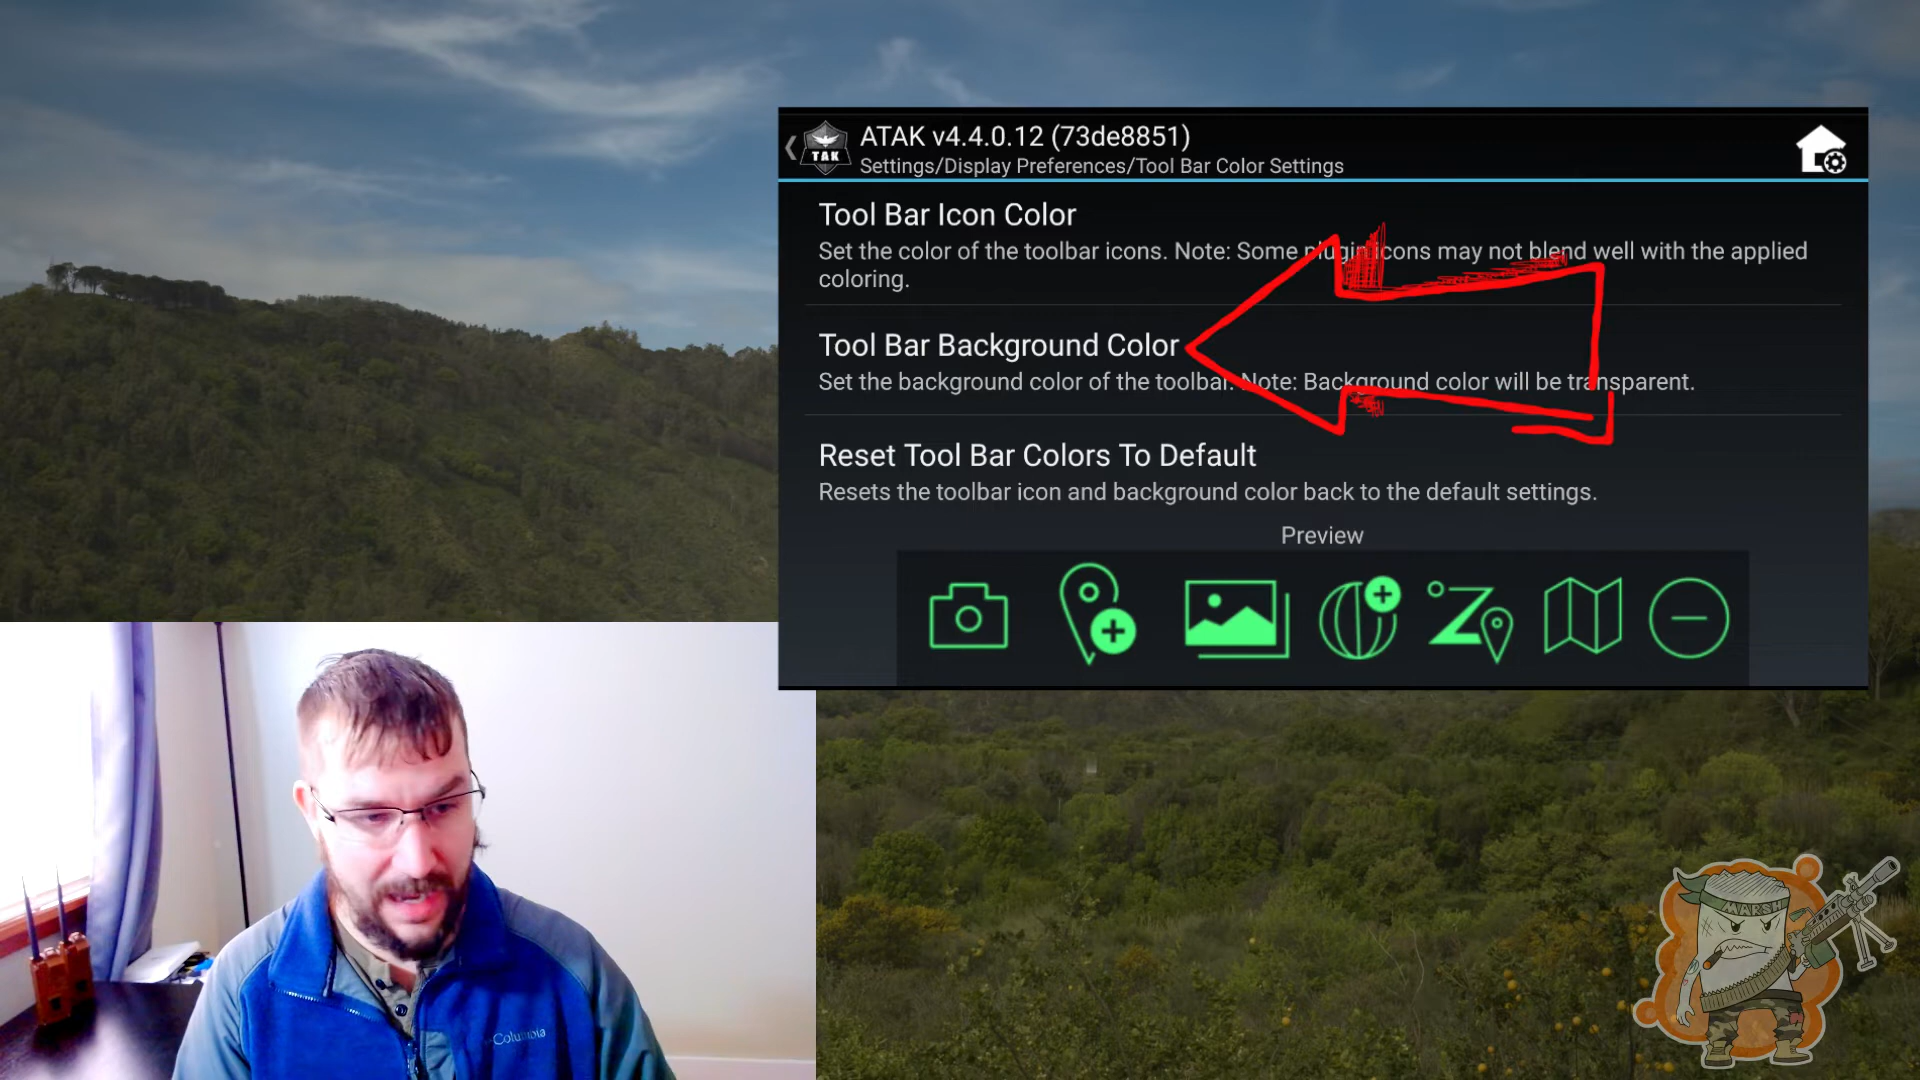 ATAK v4.4.0.12 (73de8851)
TAK
Settings/Display Preferences/Tool Bar Color Settings
Tool Bar Icon Color
Set the color of the toolbar icons. Note: Some plugin icons may not blend well with the applied
coloring.
Tool Bar Background Color
Set the background color of the toolbar. Note: Background color will be transparent.
Reset Tool Bar Colors To Default
Resets the toolbar icon and background color back to the default settings.
Preview
Columbia
MARSH